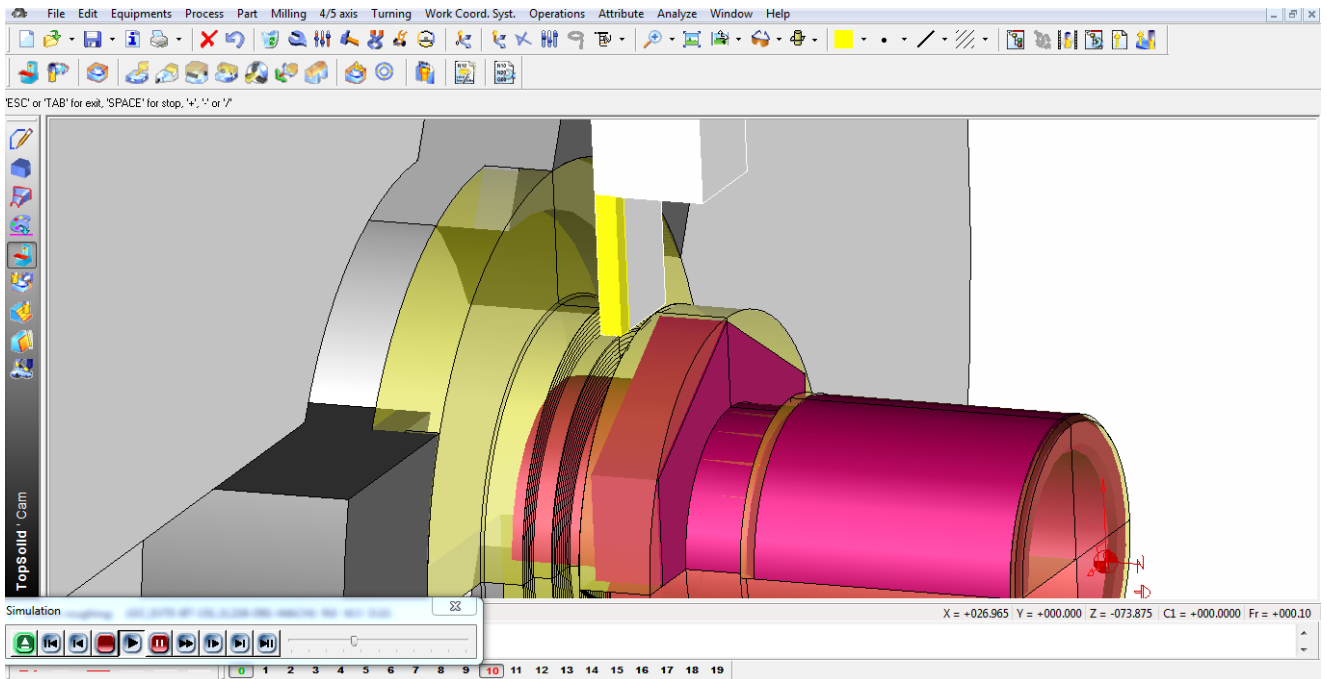 File Edit Equipments Process Part Milling 4/5 axis Turning Work Coord. Syst. Operations Attribute Analyze Window Help
'ESC' or 'TAB' for exit, 'SPACE' for stop, '+', '-' or '/'
TopSolid'Cam
Simulation
X = +026.965 Y = +000.000 Z = -073.875 C1 = +000.0000 Fr = +000.10
0 1 2 3 4 5 6 7 8 9 10 11 12 13 14 15 16 17 18 19